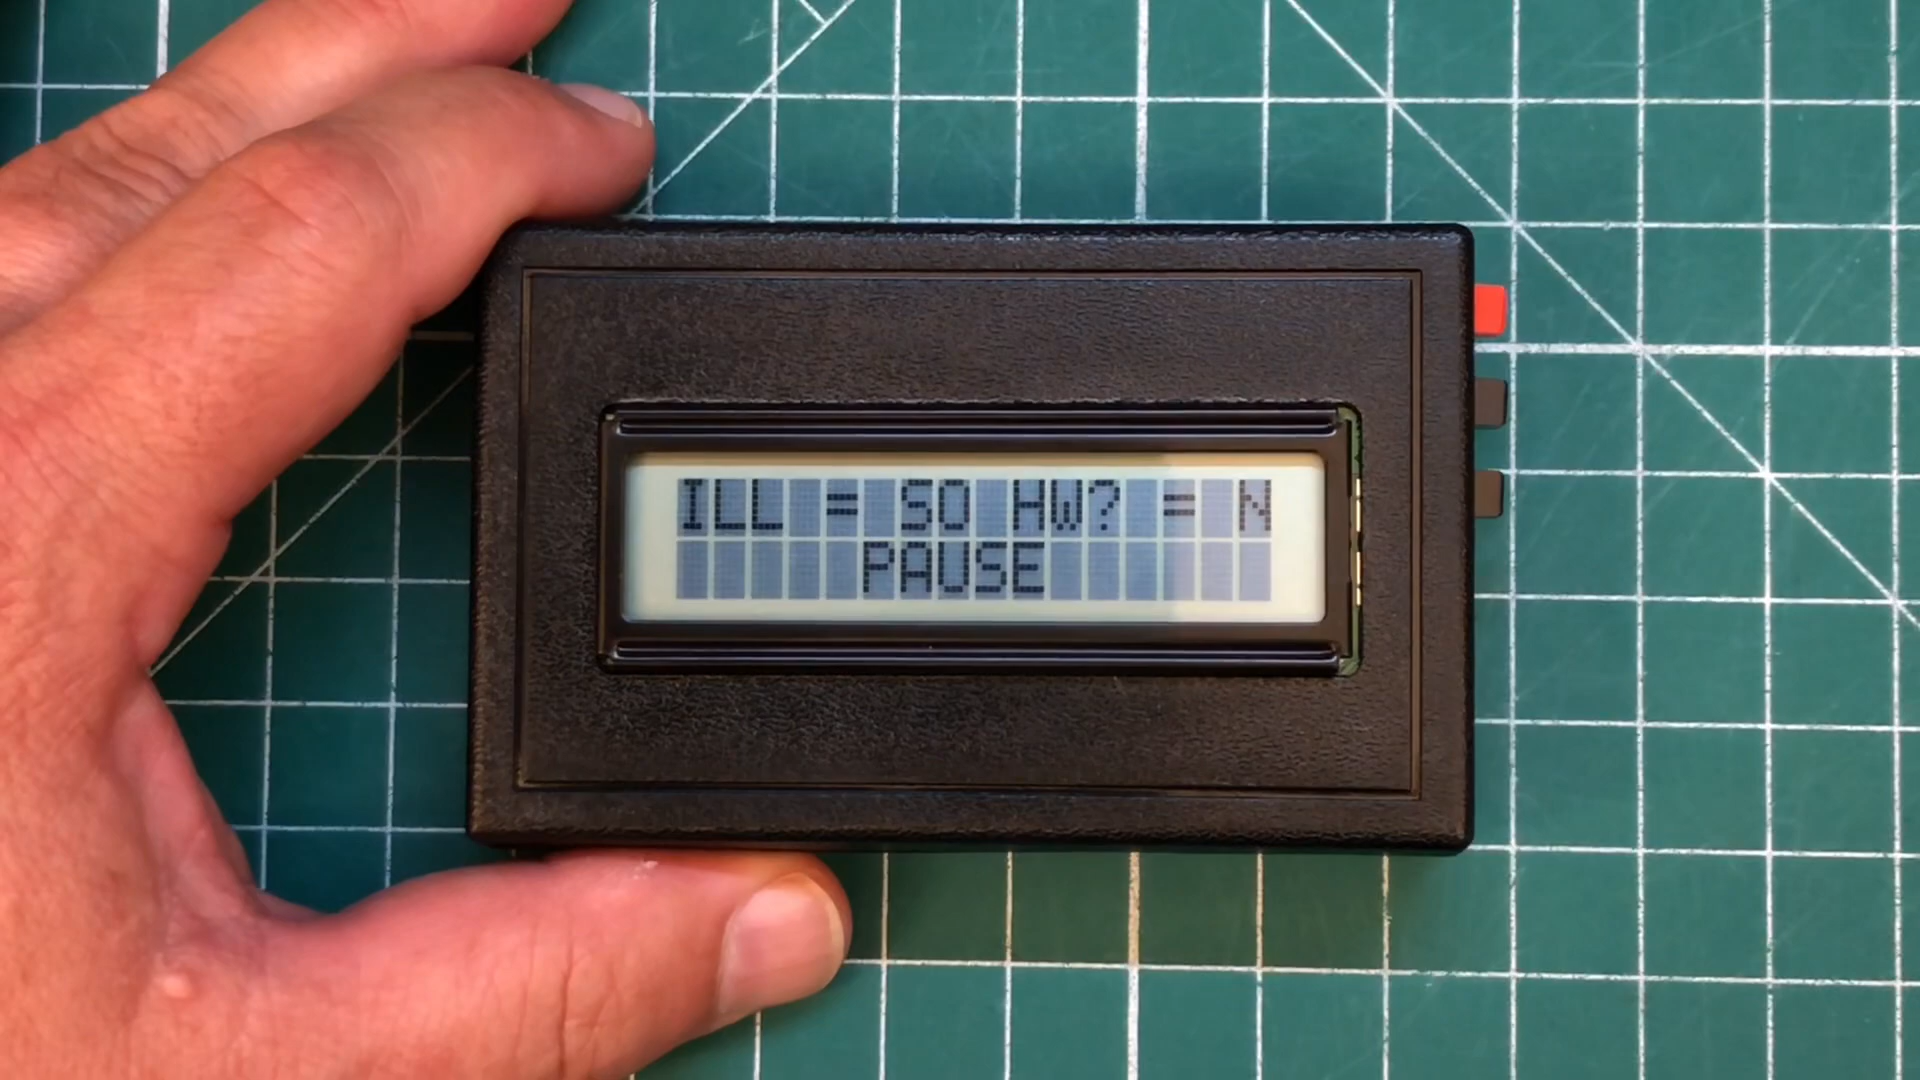 ILL = SO HW? = N
PAUSE